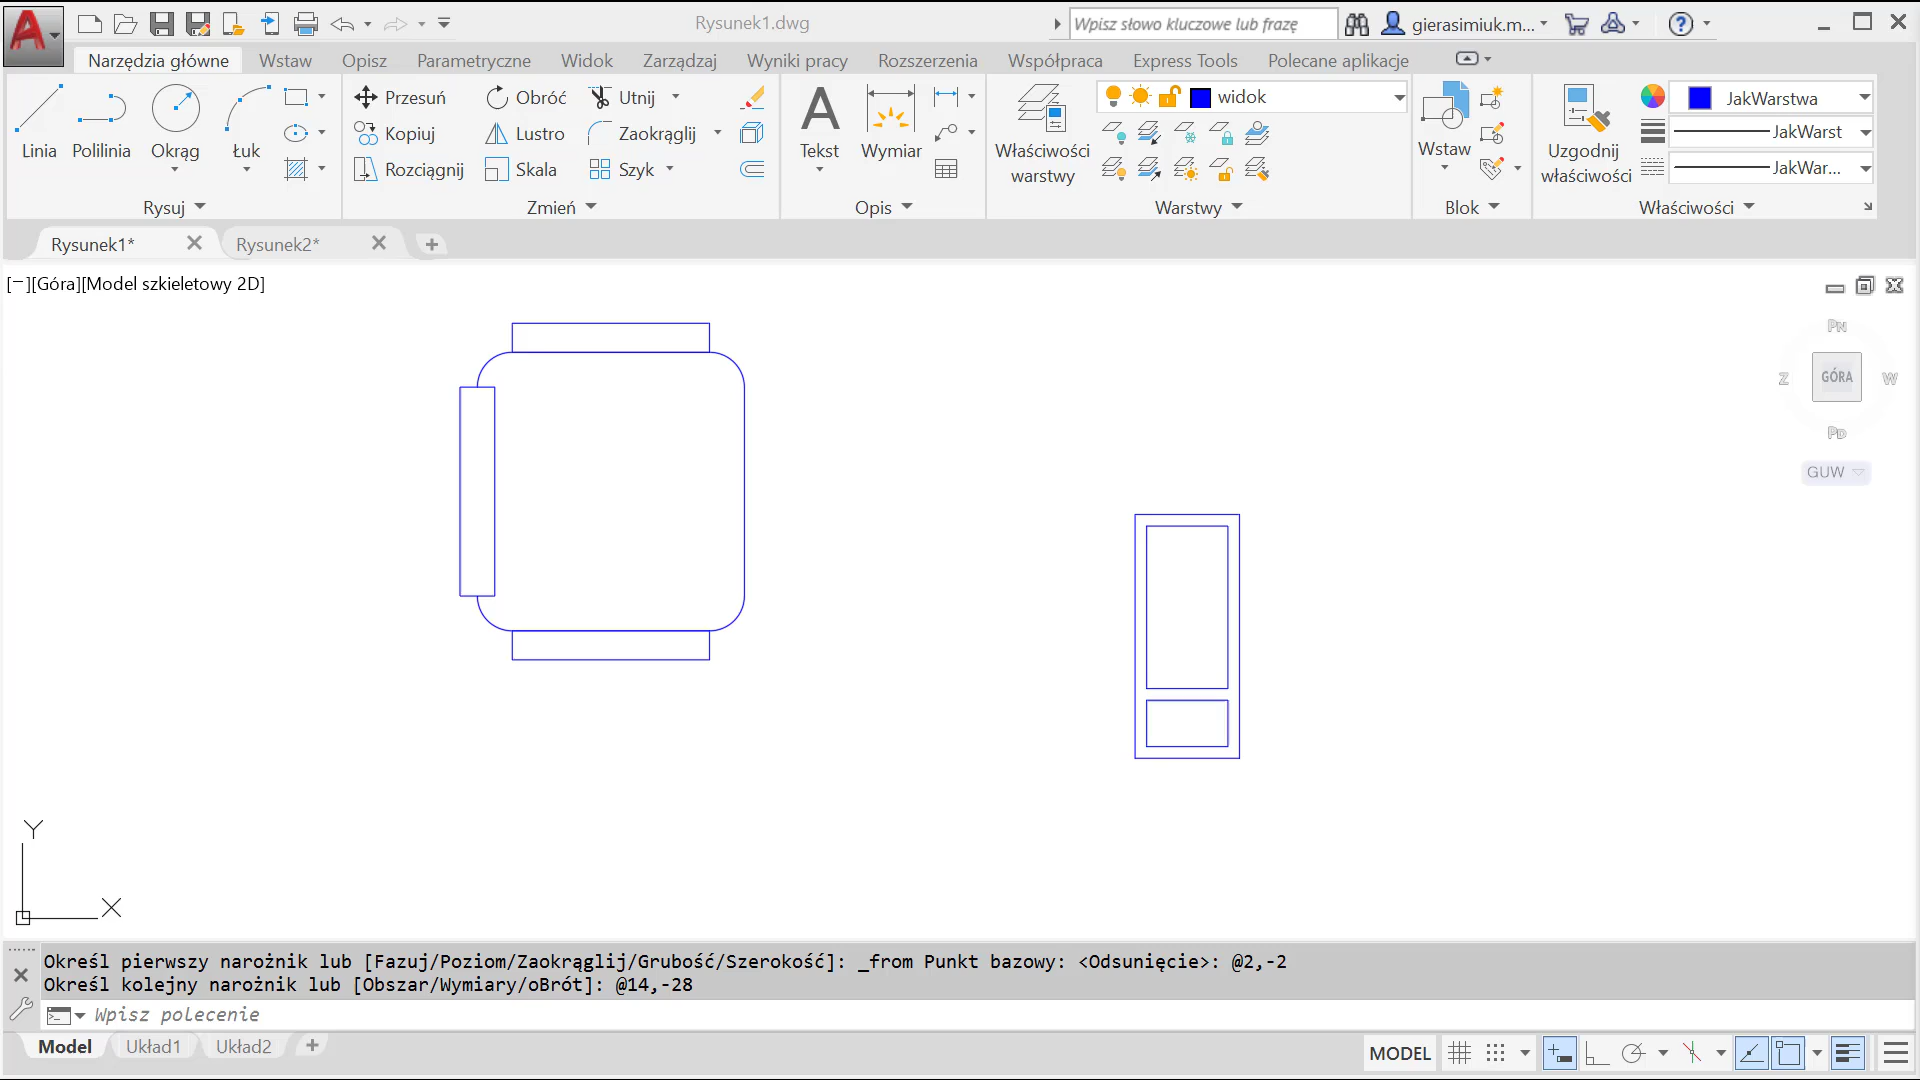 Rysunek1.dwg
Wpisz słowo kluczowe lub frazę
gierasimiuk.m...
Narzędzia główne Wstaw Opisz Parametryczne Widok Zarządzaj Wyniki pracy Rozszerzenia Współpraca Express Tools Polecane aplikacje
Linia Polilinia Okrąg Łuk
Rysuj
Przesuń Obróć Utnij
Kopiuj Lustro Zaokrąglij
Rozciągnij Skala Szyk
Zmień
Tekst Wymiar
Opis
Właściwości
warstwy
widok
Warstwy
Wstaw
Blok
Uzgodnij
właściwości
JakWarstwa
JakWarst
JakWar...
Właściwości
Rysunek1* Rysunek2*
[−][Góra][Model szkieletowy 2D]
PN
Z GÓRA W
PD
GUW
Y
X
Określ pierwszy narożnik lub [Fazuj/Poziom/Zaokrąglij/Grubość/Szerokość]: _from Punkt bazowy: <Odsunięcie>: @2,-2
Określ kolejny narożnik lub [Obszar/Wymiary/oBrót]: @14,-28
Wpisz polecenie
Model Układ1 Układ2 +
MODEL